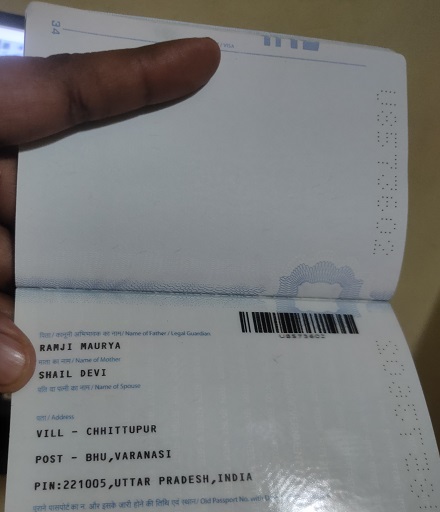 34
VISA
पिता / कानूनी अभिभावक का नाम / Name of Father / Legal Guardian
RAMJI MAURYA
माता का नाम / Name of Mother
SHAIL DEVI
पति या पत्नी का नाम / Name of Spouse
पता / Address
VILL - CHHITTUPUR
POST - BHU,VARANASI
PIN:221005,UTTAR PRADESH,INDIA
पुराने पासपोर्ट का न. और इसके जारी होने की तिथि एवं स्थान / Old Passport No. with